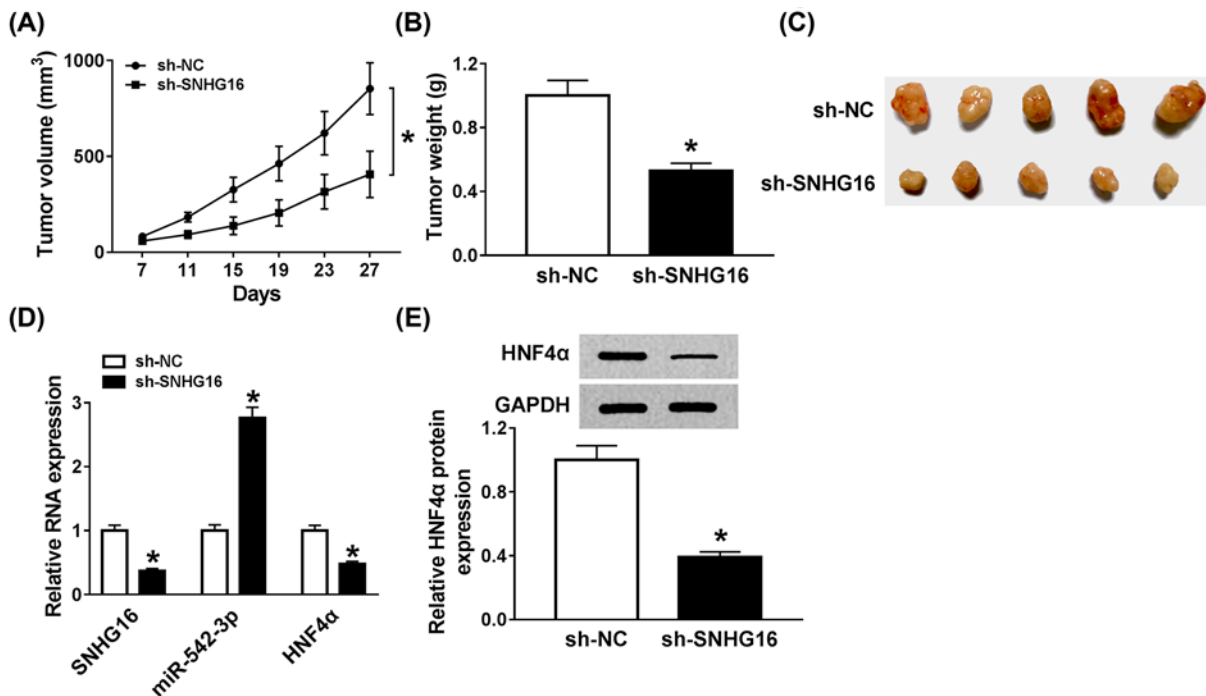 (A)
Tumor volume (mm³)
1000
500
0
sh-NC
sh-SNHG16
*
7 11 15 19 23 27
Days
(B)
Tumor weight (g)
1.2
0.8
0.4
0.0
*
sh-NC sh-SNHG16
(C)
sh-NC
sh-SNHG16
(D)
sh-NC
sh-SNHG16
Relative RNA expression
3
2
1
0
* * *
SNHG16 miR-542-3p HNF4α
(E)
HNF4α
GAPDH
Relative HNF4α protein
expression
1.2
0.8
0.4
0.0
*
sh-NC sh-SNHG16